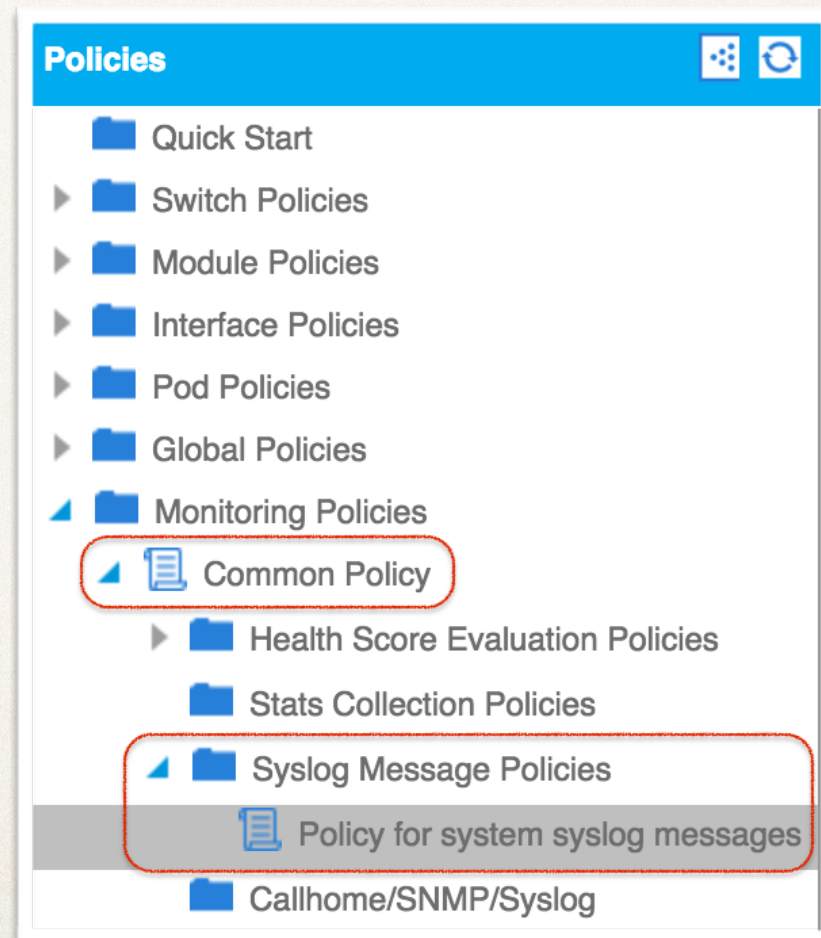 Policies
Quick Start
Switch Policies
Module Policies
Interface Policies
Pod Policies
Global Policies
Monitoring Policies
Common Policy
Health Score Evaluation Policies
Stats Collection Policies
Syslog Message Policies
Policy for system syslog messages
Callhome/SNMP/Syslog